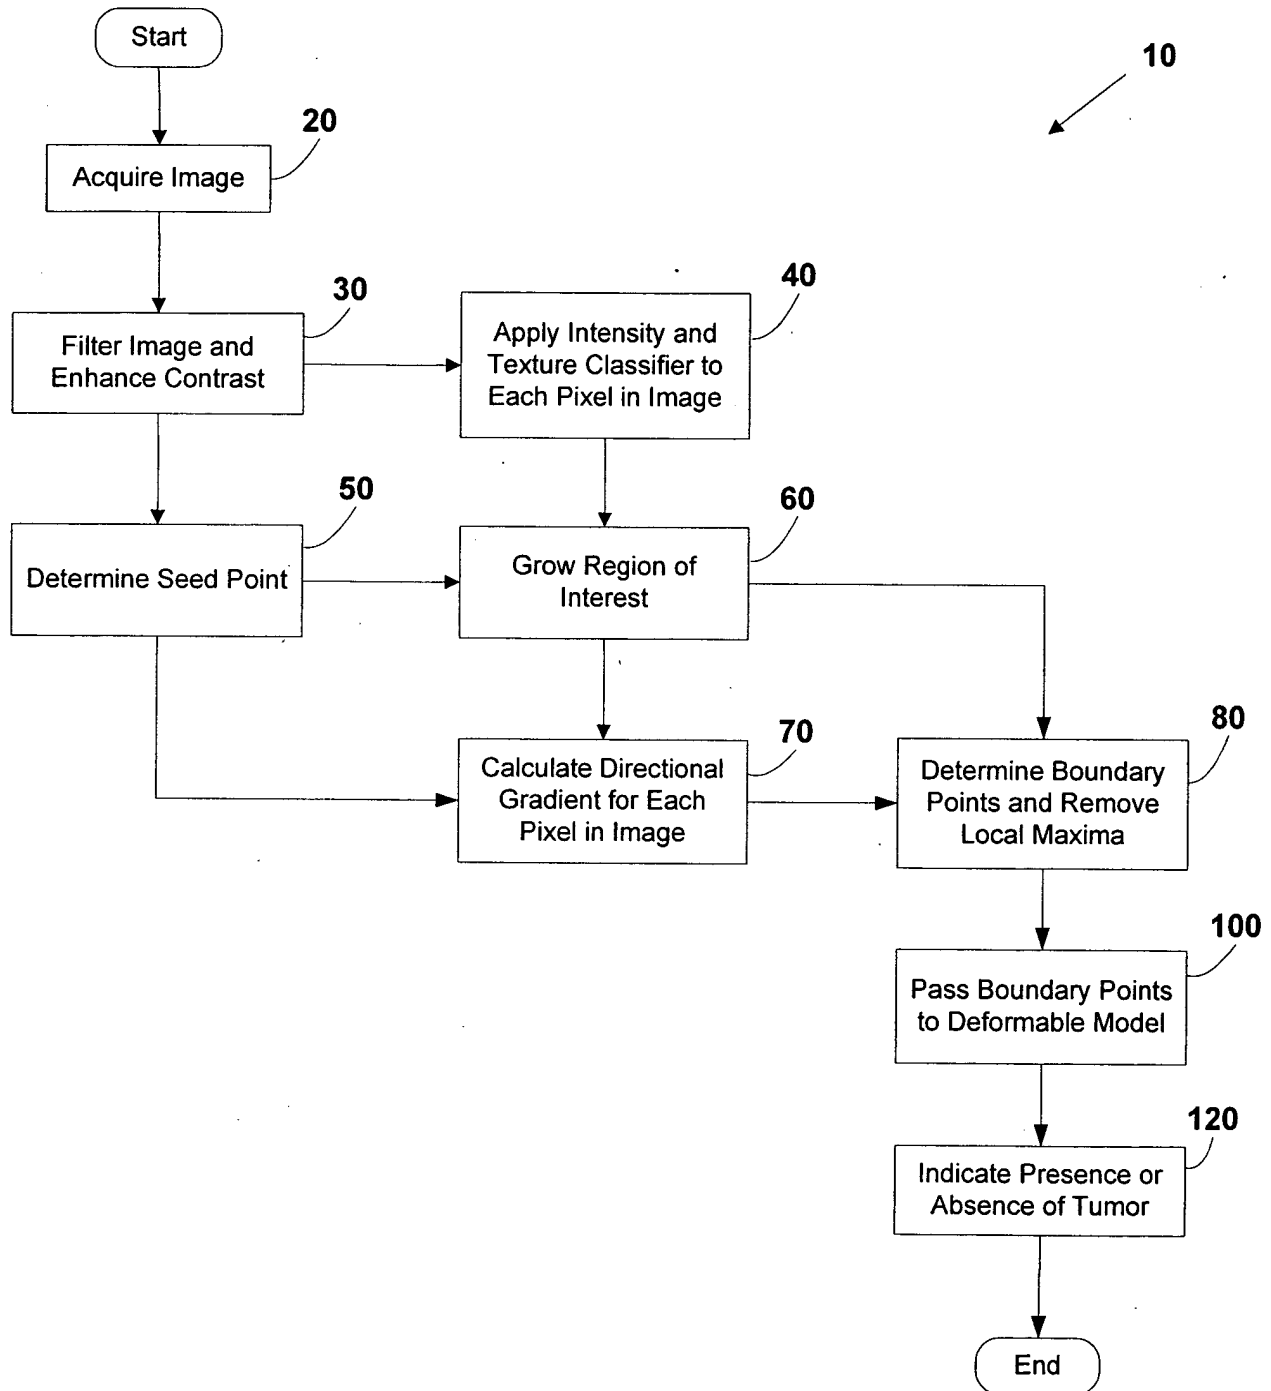 Start
10
20
Acquire Image
30
Filter Image and
Enhance Contrast
40
Apply Intensity and
Texture Classifier to
Each Pixel in Image
50
Determine Seed Point
60
Grow Region of
Interest
70
Calculate Directional
Gradient for Each
Pixel in Image
80
Determine Boundary
Points and Remove
Local Maxima
100
Pass Boundary Points
to Deformable Model
120
Indicate Presence or
Absence of Tumor
End